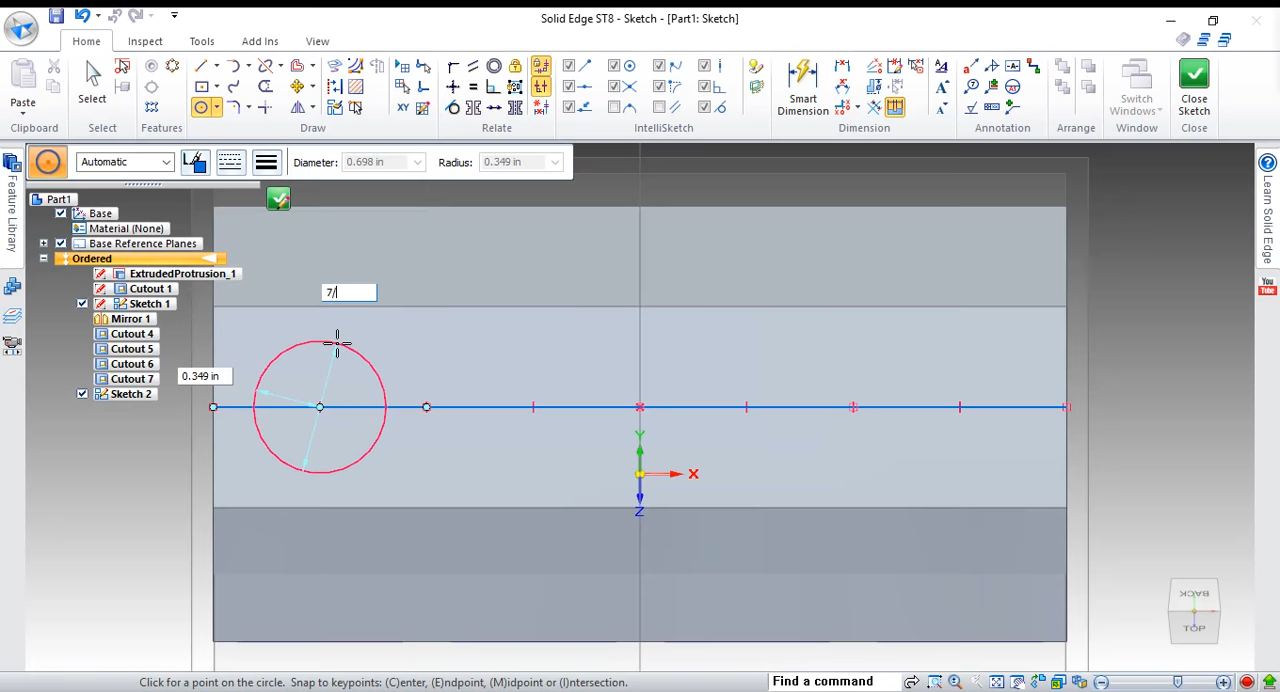 Solid Edge ST8 - Sketch - [Part1: Sketch]
Home
Inspect
Tools
Add Ins
View
Paste
Select
Smart
Dimension
Switch
Windows
Close
Sketch
Clipboard
Select
Features
Draw
Relate
IntelliSketch
Dimension
Annotation
Arrange
Window
Close
Automatic
Diameter: 0.698 in
Radius: 0.349 in
Feature Library
Learn Solid Edge
You
Tube
Part1
Base
Material (None)
Base Reference Planes
Ordered
ExtrudedProtrusion_1
Cutout 1
Sketch 1
Mirror 1
Cutout 4
Cutout 5
Cutout 6
Cutout 7
Sketch 2
7/
0.349 in
Y
X
Z
BACK
TOP
Click for a point on the circle. Snap to keypoints: (C)enter, (E)ndpoint, (M)idpoint or (I)ntersection.
Find a command